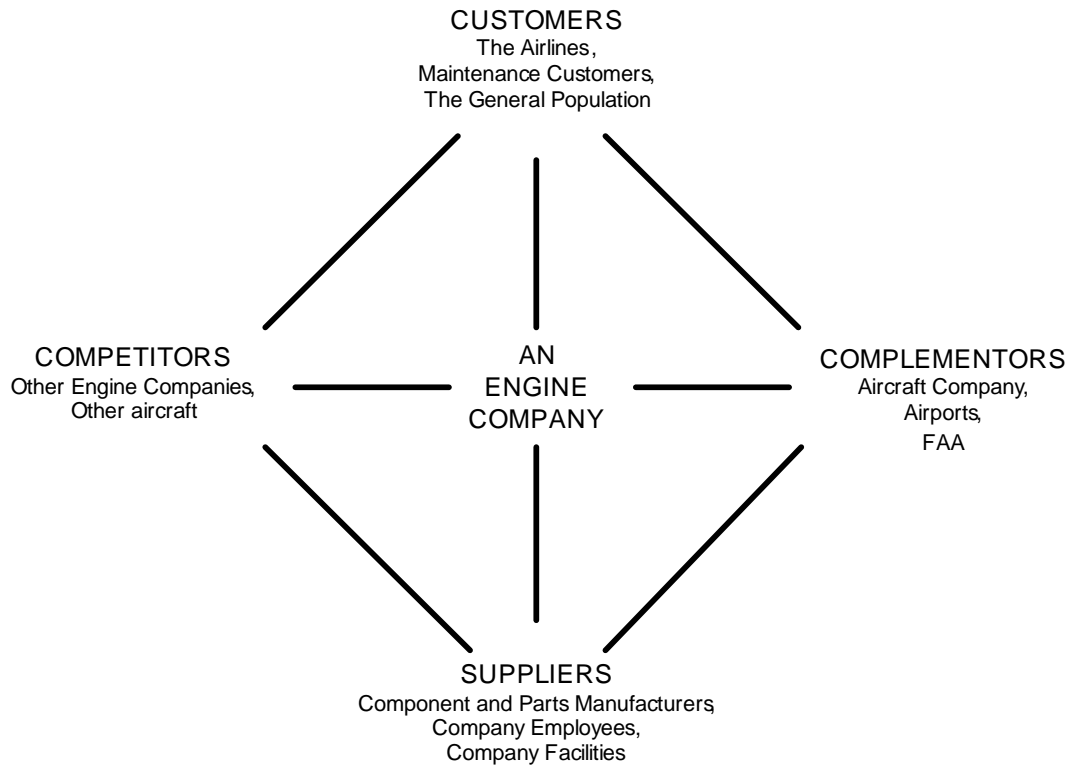 CUSTOMERS
The Airlines,
Maintenance Customers,
The General Population
COMPETITORS
Other Engine Companies,
Other aircraft
AN
ENGINE
COMPANY
COMPLEMENTORS
Aircraft Company,
Airports,
FAA
SUPPLIERS
Component and Parts Manufacturers,
Company Employees,
Company Facilities